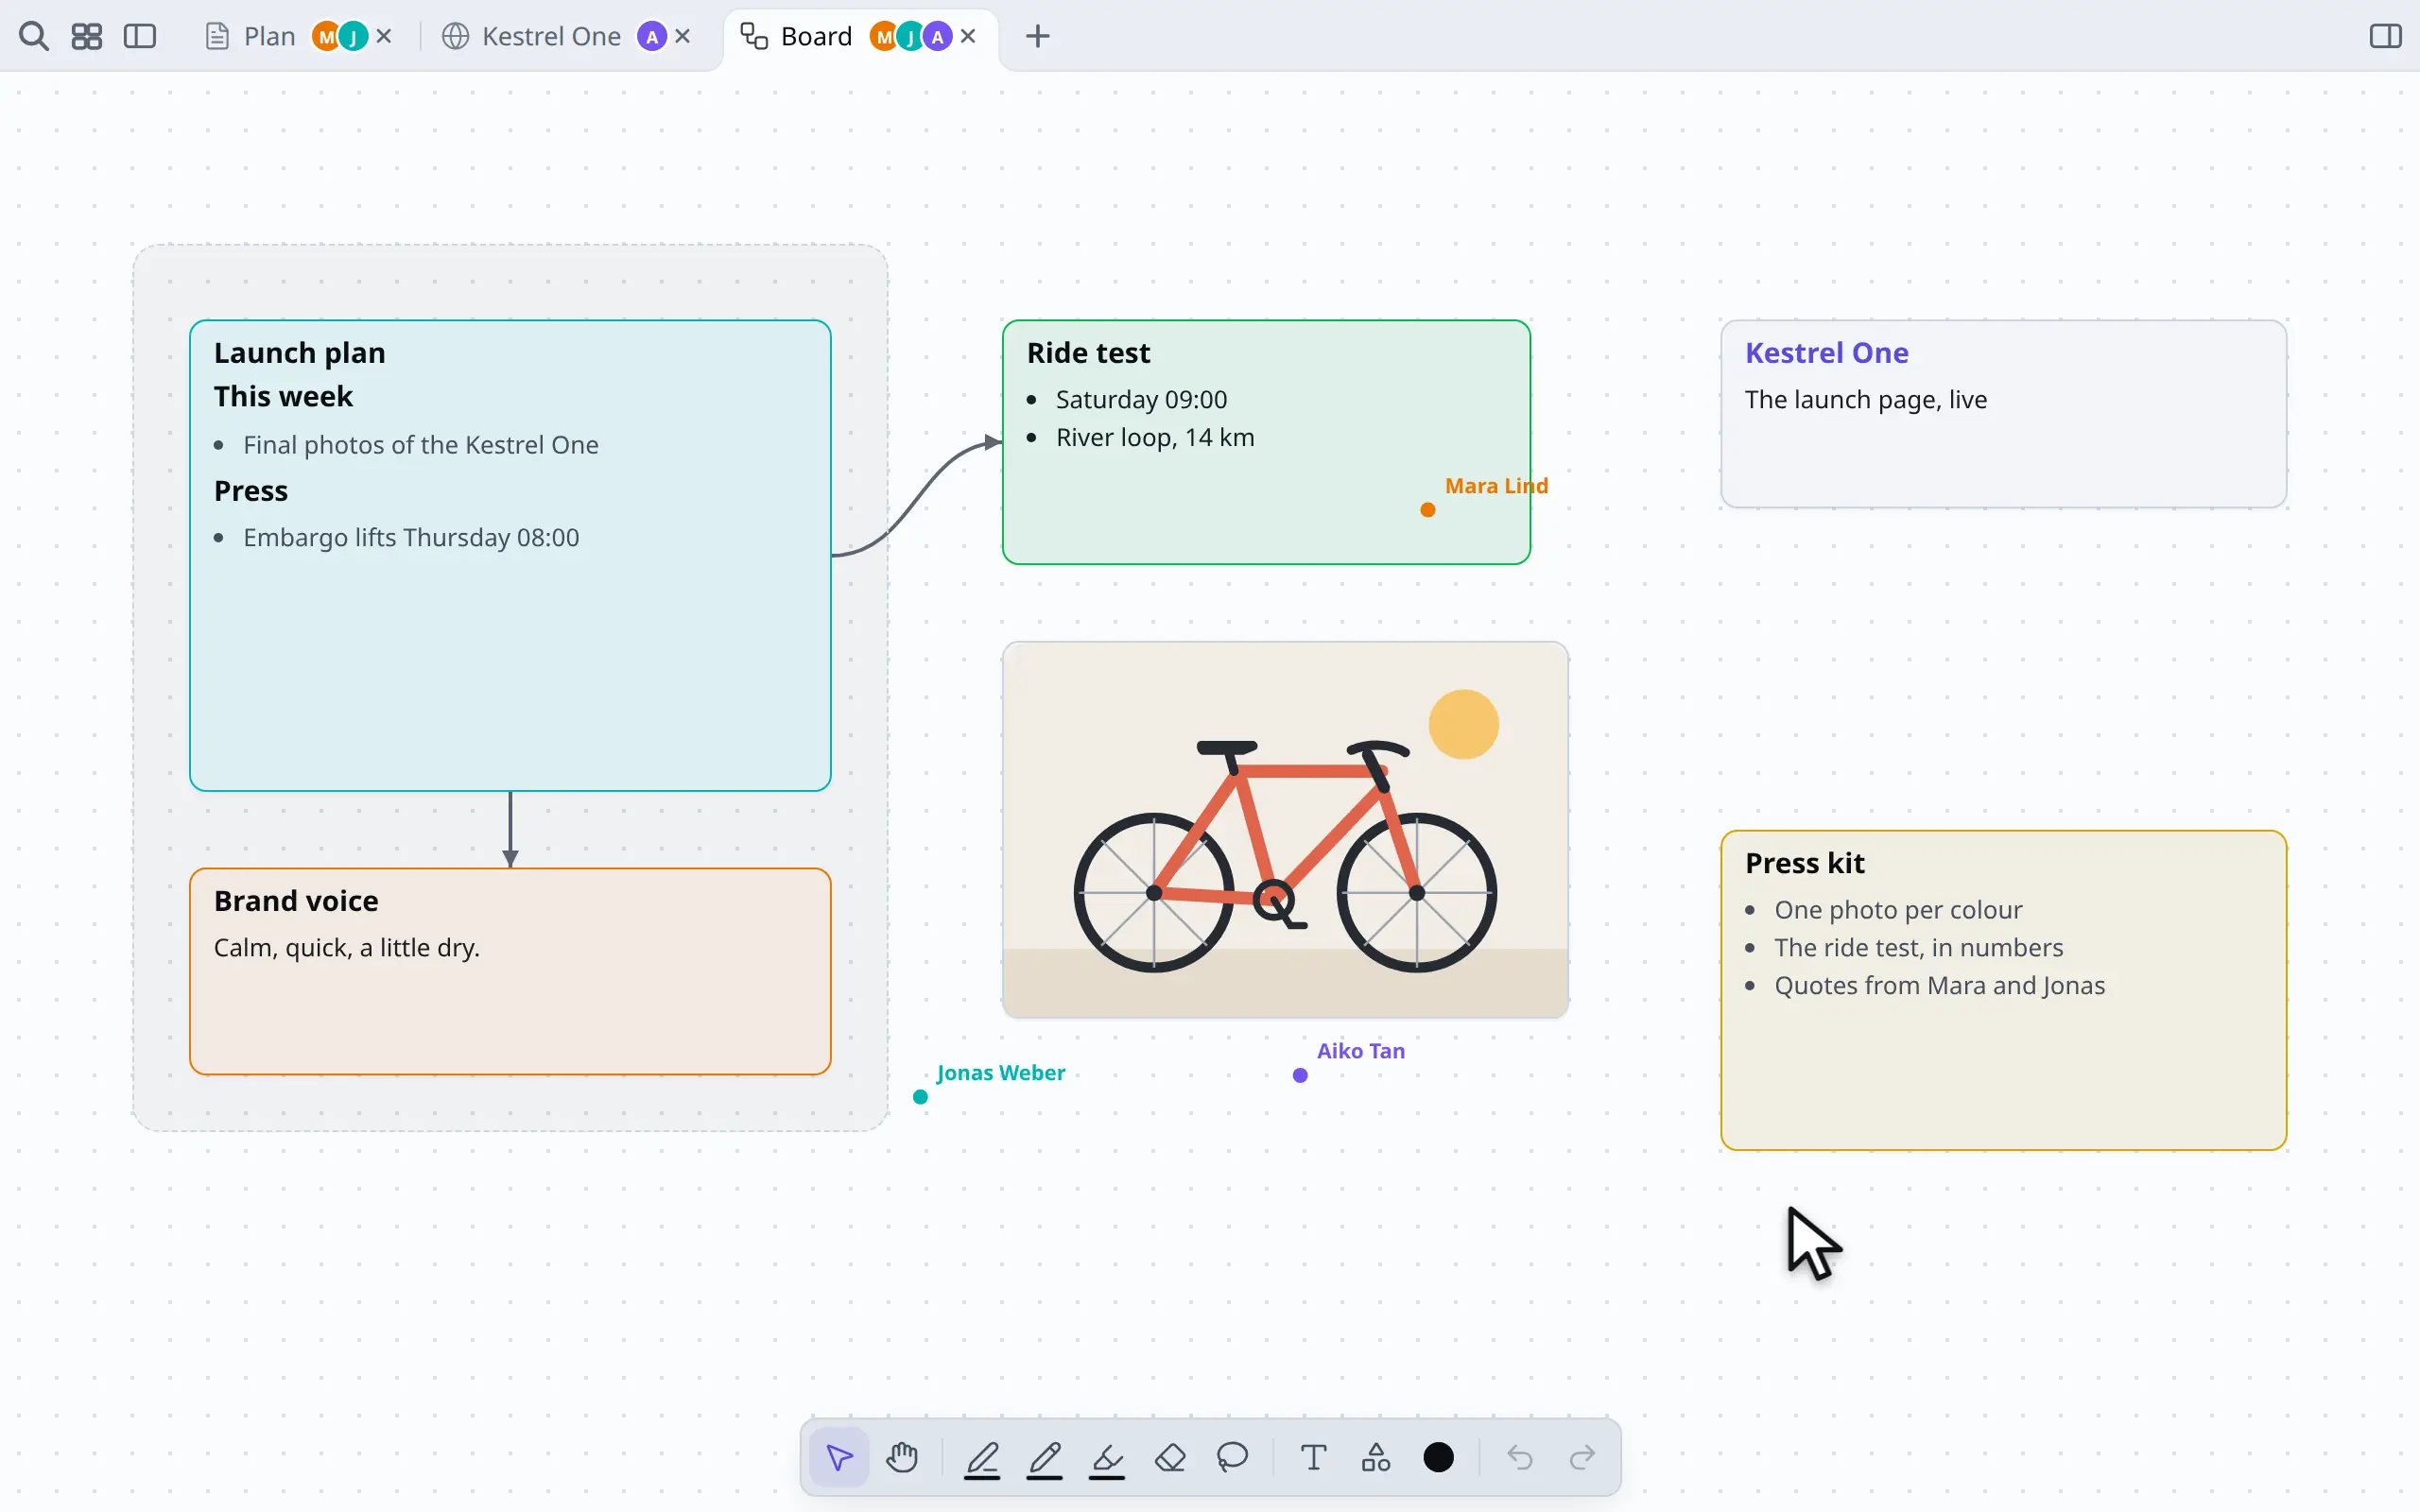 Plan M J
Kestrel One A
Board M J A
Launch plan
This week
Final photos of the Kestrel One
Press
Embargo lifts Thursday 08:00
Brand voice
Calm, quick, a little dry.
Ride test
Saturday 09:00
River loop, 14 km
Mara Lind
Jonas Weber
Aiko Tan
Kestrel One
The launch page, live
Press kit
One photo per colour
The ride test, in numbers
Quotes from Mara and Jonas